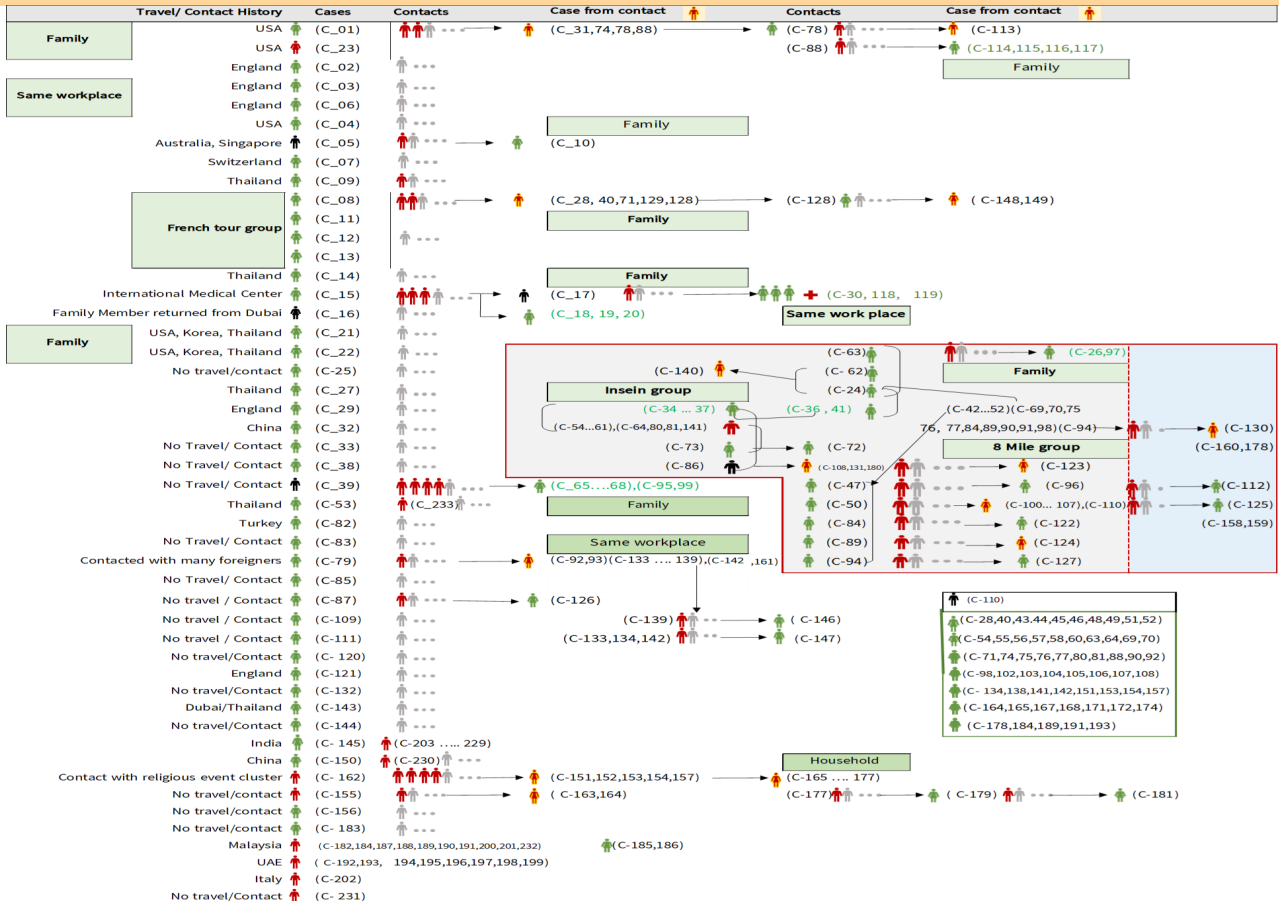 Travel/ Contact History Cases Contacts Case from contact Contacts Case from contact
Family
USA (C_01) (C_31,74,78,88) (C-78) (C-113)
USA (C_23) (C-88) (C-114,115,116,117)
England (C_02) Family
Same workplace
England (C_03)
England (C_06)
USA (C_04) Family
Australia, Singapore (C_05) (C_10)
Switzerland (C_07)
Thailand (C_09)
French tour group
(C_08) (C_28, 40,71,129,128) (C-128) ( C-148,149)
(C_11) Family
(C_12)
(C_13)
Thailand (C_14) Family
International Medical Center (C_15) (C_17) (C-30, 118, 119)
Family Member returned from Dubai (C_16) (C_18, 19, 20) Same work place
Family
USA, Korea, Thailand (C_21)
USA, Korea, Thailand (C_22) (C-63) (C-26,97)
No travel/contact (C-25) (C-140) (C- 62) Family
Thailand (C_27) Insein group (C-24)
England (C_29) (C-34 ... 37) (C-36 , 41) (C-42...52)(C-69,70,75
China (C_32) (C-54...61),(C-64,80,81,141) 76, 77,84,89,90,91,98)(C-94) (C-130)
No Travel/ Contact (C_33) (C-73) (C-72) 8 Mile group (C-160,178)
No Travel/ Contact (C_38) (C-86) (C-108,131,180) (C-123)
No Travel/ Contact (C_39) (C_65....68),(C-95,99) (C-47) (C-96) (C-112)
Thailand (C-53) (C_233) Family (C-50) (C-100... 107),(C-110) (C-125)
Turkey (C-82) (C-84) (C-122) (C-158,159)
No Travel/ Contact (C-83) Same workplace (C-89) (C-124)
Contacted with many foreigners (C-79) (C-92,93)(C-133 .... 139),(C-142 ,161) (C-94) (C-127)
No Travel/ Contact (C-85)
No travel / Contact (C-87) (C-126) (C-110)
No travel / Contact (C-109) (C-139) ( C-146) (C-28,40,43.44,45,46,48,49,51,52)
No travel / Contact (C-111) (C-133,134,142) (C-147) (C-54,55,56,57,58,60,63,64,69,70)
No travel/Contact (C- 120) (C-71,74,75,76,77,80,81,88,90,92)
England (C-121) (C-98,102,103,104,105,106,107,108)
No travel/Contact (C-132) (C- 134,138,141,142,151,153,154,157)
Dubai/Thailand (C-143) (C-164,165,167,168,171,172,174)
No travel/Contact (C-144) (C-178,184,189,191,193)
India (C- 145) (C-203 ..... 229)
China (C-150) (C-230) Household
Contact with religious event cluster (C- 162) (C-151,152,153,154,157) (C-165 .... 177)
No travel/contact (C-155) (C-163,164) (C-177) ( C-179) (C-181)
No travel/contact (C-156)
No travel/contact (C- 183)
Malaysia (C-182,184,187,188,189,190,191,200,201,232) (C-185,186)
UAE ( C-192,193, 194,195,196,197,198,199)
Italy (C-202)
No travel/Contact (C- 231)